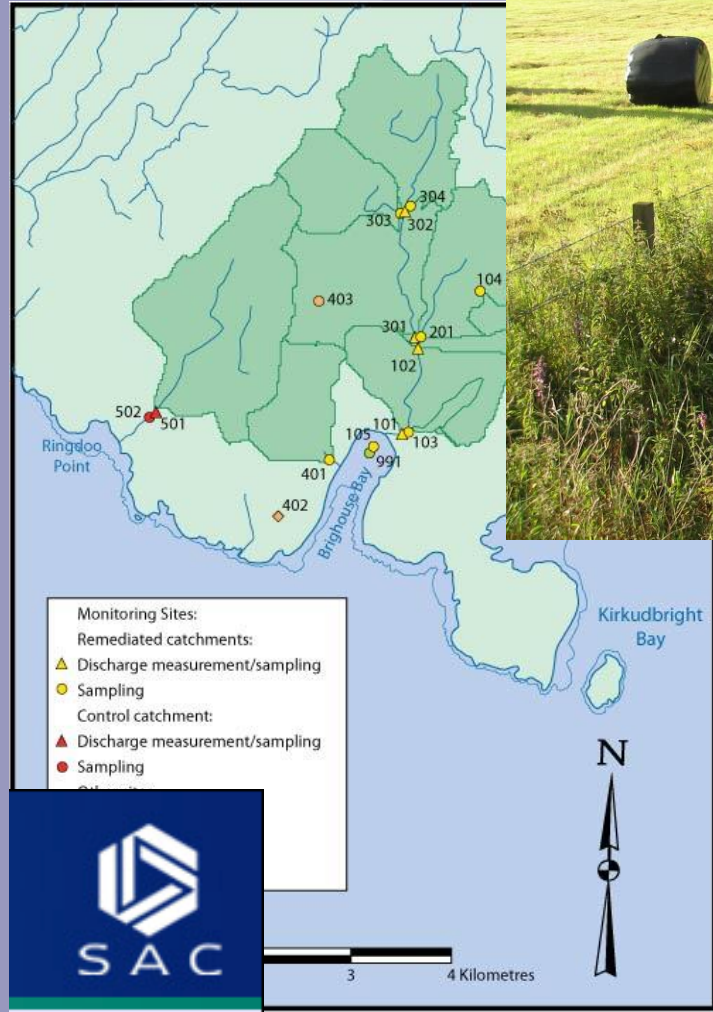 304
303
302
104
403
301
201
102
502
501
101
103
105
991
401
402
Ringdoo
Point
Brighouse Bay
Kirkudbright
Bay
Monitoring Sites:
Remediated catchments:
Discharge measurement/sampling
Sampling
Control catchment:
Discharge measurement/sampling
Sampling
N
SAC
3
4 Kilometres